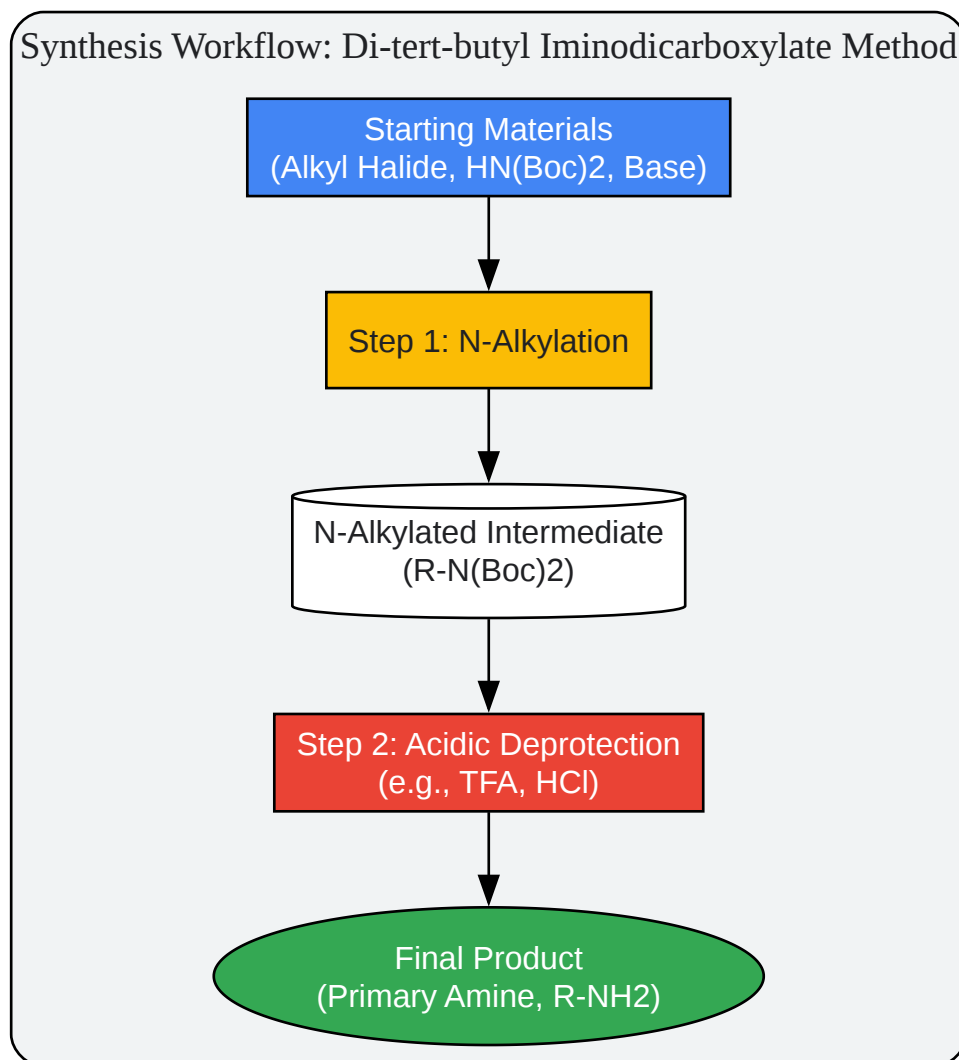 Synthesis Workflow: Di-tert-butyl Iminodicarboxylate Method
Starting Materials
(Alkyl Halide, HN(Boc)2, Base)
Step 1: N-Alkylation
N-Alkylated Intermediate
(R-N(Boc)2)
Step 2: Acidic Deprotection
(e.g., TFA, HCl)
Final Product
(Primary Amine, R-NH2)